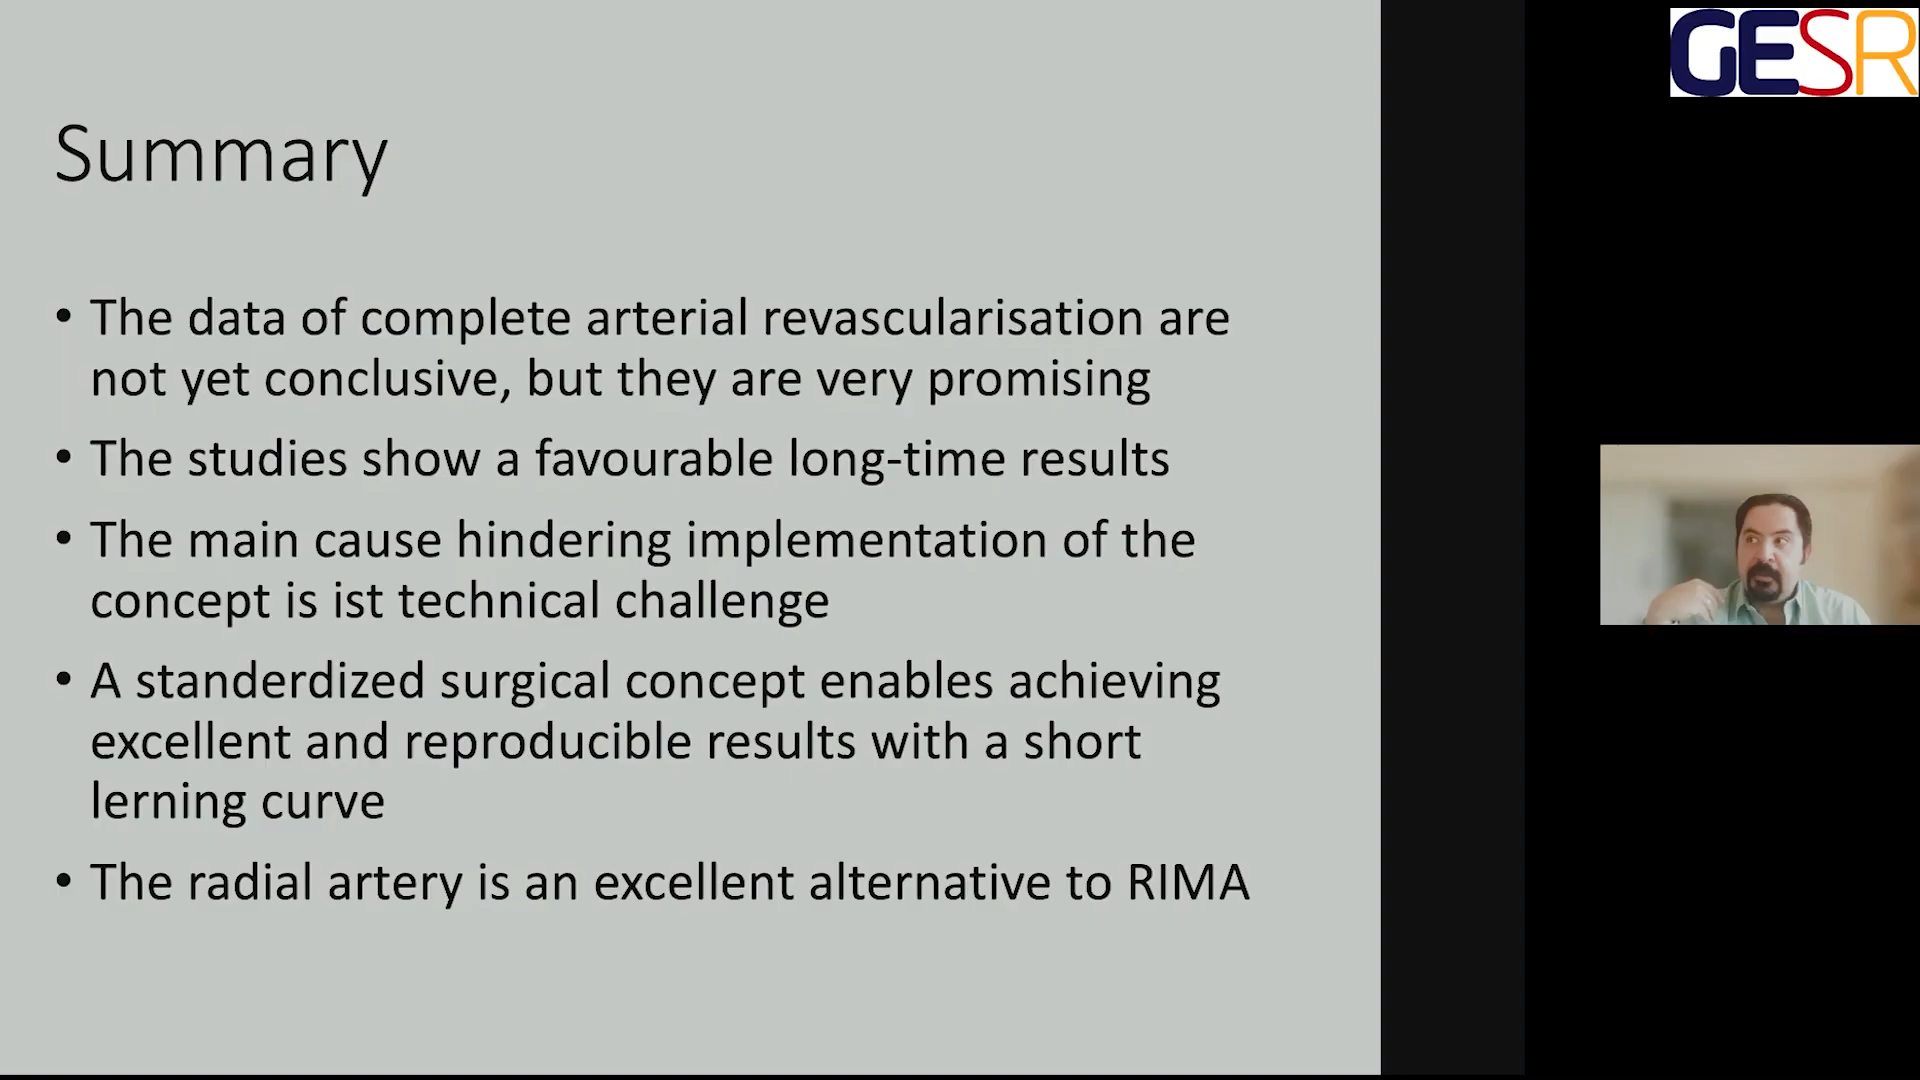 GESR
Summary
• The data of complete arterial revascularisation are
not yet conclusive, but they are very promising
• The studies show a favourable long-time results
• The main cause hindering implementation of the
concept is ist technical challenge
• A standerdized surgical concept enables achieving
excellent and reproducible results with a short
lerning curve
• The radial artery is an excellent alternative to RIMA